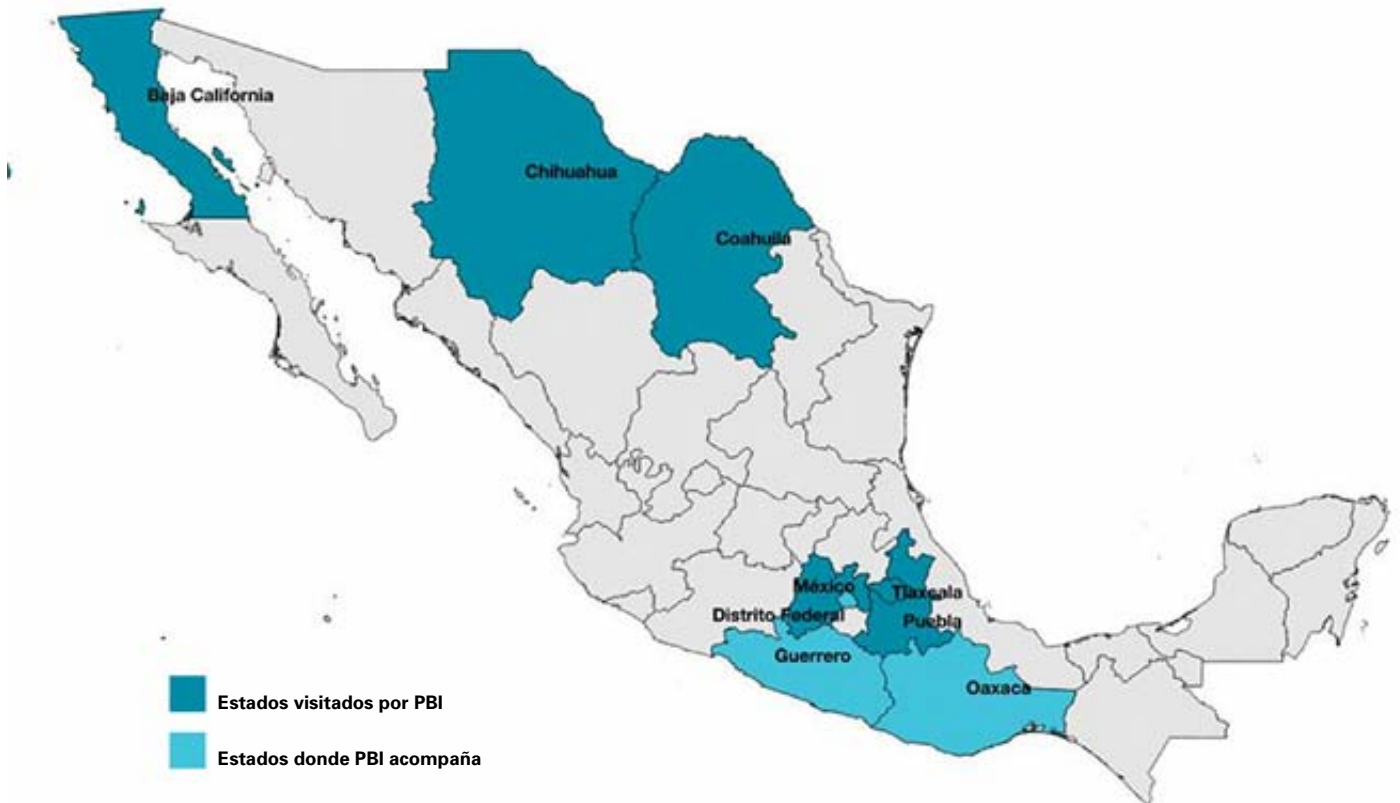 Baja California
Chihuahua
Coahuila
México
Tlaxcala
Distrito Federal
Puebla
Guerrero
Oaxaca
Estados visitados por PBI
Estados donde PBI acompaña